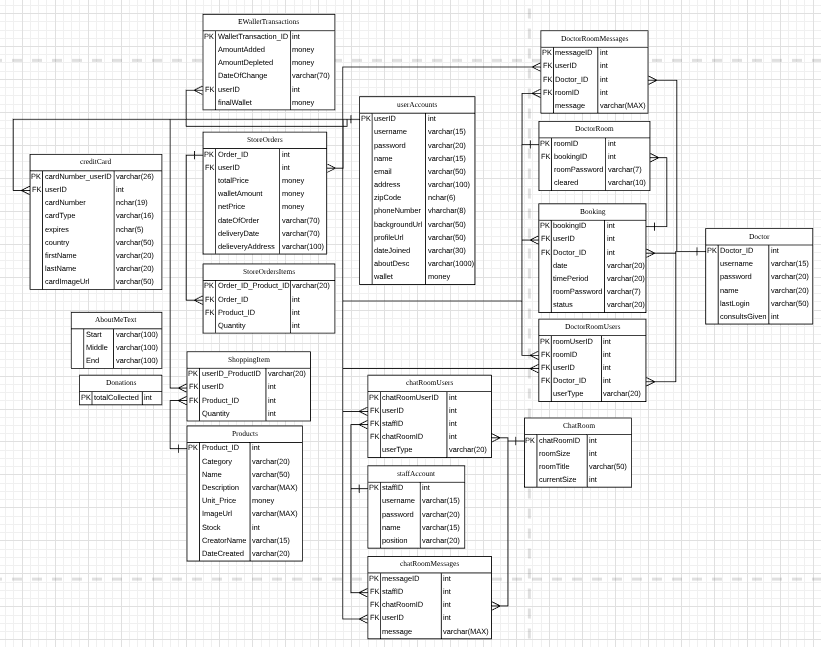 EWalletTransactions
PK WalletTransaction_ID int
AmountAdded money
AmountDepleted money
DateOfChange varchar(70)
FK userID int
finalWallet money
StoreOrders
PK Order_ID int
FK userID int
totalPrice money
walletAmount money
netPrice money
dateOfOrder varchar(70)
deliveryDate varchar(70)
delieveryAddress varchar(100)
creditCard
PK cardNumber_userID varchar(26)
FK userID int
cardNumber nchar(19)
cardType varchar(16)
expires nchar(5)
country varchar(50)
firstName varchar(20)
lastName varchar(20)
cardImageUrl varchar(50)
StoreOrdersItems
PK Order_ID_Product_ID varchar(20)
FK Order_ID int
FK Product_ID int
Quantity int
AboutMeText
Start varchar(100)
Middle varchar(100)
End varchar(100)
Donations
PK totalCollected int
ShoppingItem
PK userID_ProductID varchar(20)
FK userID int
FK Product_ID int
Quantity int
Products
PK Product_ID int
Category varchar(20)
Name varchar(50)
Description varchar(MAX)
Unit_Price money
ImageUrl varchar(MAX)
Stock int
CreatorName varchar(15)
DateCreated varchar(20)
userAccounts
PK userID int
username varchar(15)
password varchar(20)
name varchar(15)
email varchar(50)
address varchar(100)
zipCode nchar(6)
phoneNumber vharchar(8)
backgroundUrl varchar(50)
profileUrl varchar(50)
dateJoined varchar(30)
aboutDesc varchar(1000)
wallet money
chatRoomUsers
PK chatRoomUserID int
FK userID int
FK staffID int
FK chatRoomID int
userType varchar(20)
staffAccount
PK staffID int
username varchar(15)
password varchar(20)
name varchar(15)
position varchar(20)
chatRoomMessages
PK messageID int
FK staffID int
FK chatRoomID int
FK userID int
message varchar(MAX)
DoctorRoomMessages
PK messageID int
FK userID int
FK Doctor_ID int
FK roomID int
message varchar(MAX)
DoctorRoom
PK roomID int
FK bookingID int
roomPassword varchar(7)
cleared varchar(10)
Booking
PK bookingID int
FK userID int
FK Doctor_ID int
date varchar(20)
timePeriod varchar(20)
roomPassword varchar(7)
status varchar(20)
DoctorRoomUsers
PK roomUserID int
FK roomID int
FK userID int
FK Doctor_ID int
userType varchar(20)
ChatRoom
PK chatRoomID int
roomSize int
roomTitle varchar(50)
currentSize int
Doctor
PK Doctor_ID int
username varchar(15)
password varchar(20)
name varchar(20)
lastLogin varchar(50)
consultsGiven int